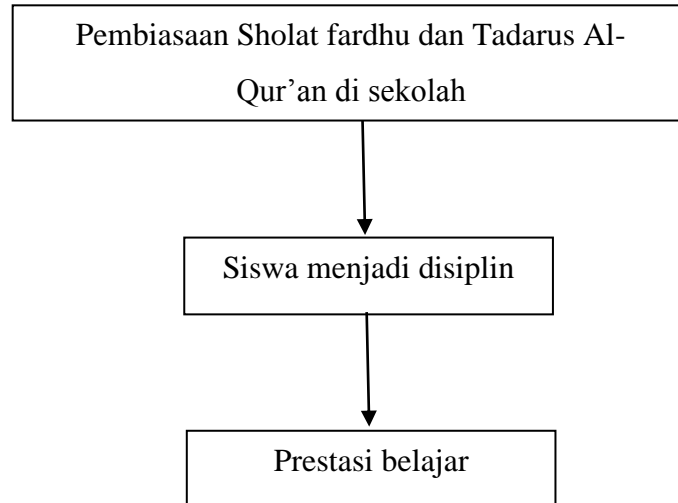 Pembiasaan Sholat fardhu dan Tadarus Al-
Qur’an di sekolah
Siswa menjadi disiplin
Prestasi belajar